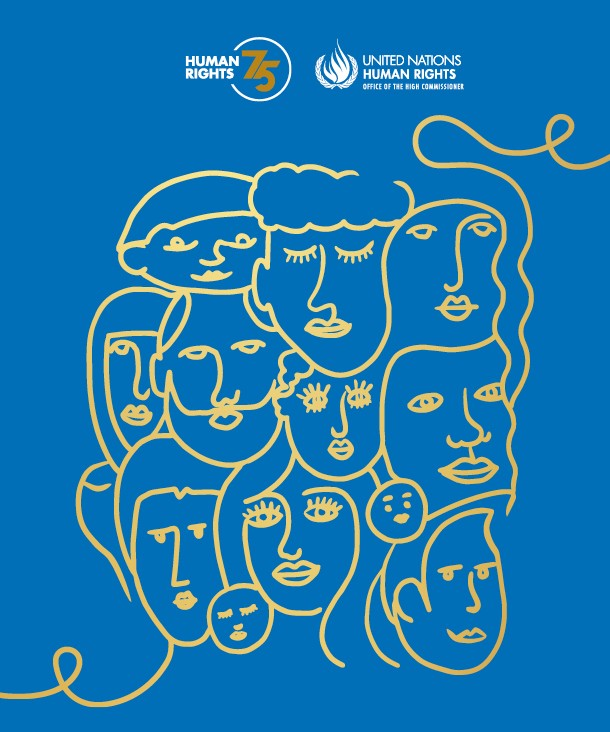 HUMAN
RIGHTS 75
UNITED NATIONS
HUMAN RIGHTS
OFFICE OF THE HIGH COMMISSIONER